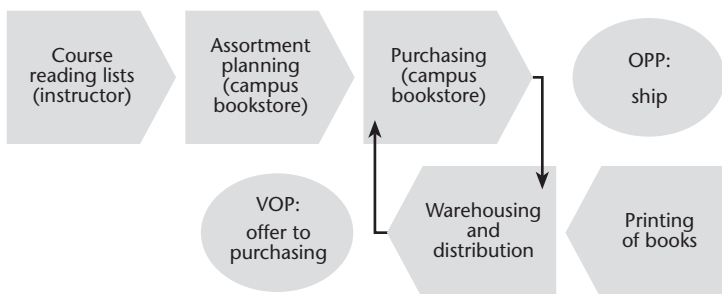 Course
reading lists
(instructor)
Assortment
planning
(campus
bookstore)
Purchasing
(campus
bookstore)
OPP:
ship
VOP:
offer to
purchasing
Warehousing
and
distribution
Printing
of books